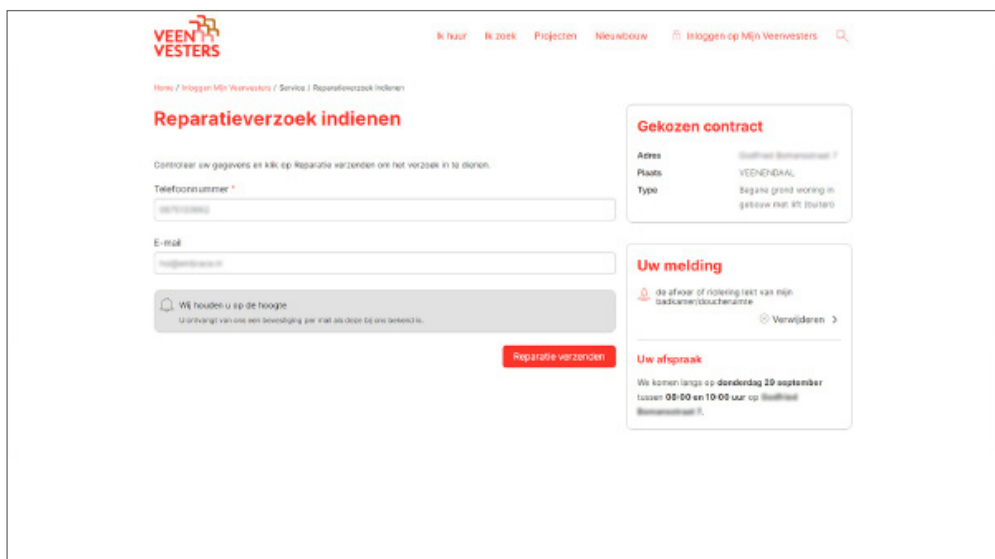 VEEN
VESTERS
Ik huur Ik zoek Projecten Nieuwbouw Inloggen op Mijn Veenvesters
Home / Inloggen Mijn Veenvesters / Service / Reparatieverzoek indienen
Reparatieverzoek indienen
Controleer uw gegevens en klik op Reparatie verzenden om het verzoek in te dienen.
Telefoonnummer *
E-mail
Wij houden u op de hoogte
U ontvangt van ons een bevestiging per mail als deze bij ons bekend is.
Reparatie verzenden
Gekozen contract
Adres
Plaats VEENENDAAL
Type Begane grond woning in
gebouw met lift (buiten)
Uw melding
de afvoer of riolering lekt van mijn
badkamer/doucheruimte
Verwijderen
Uw afspraak
We komen langs op donderdag 29 september
tussen 08:00 en 10:00 uur op